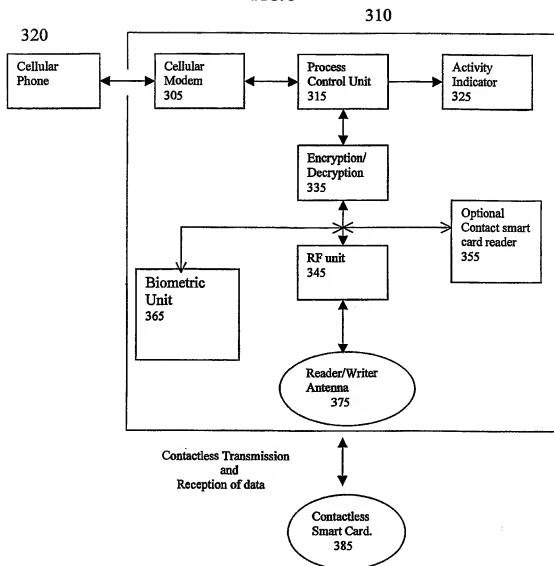 310
320
Cellular
Phone
Cellular
Modem
305
Process
Control Unit
315
Activity
Indicator
325
Encryption/
Decryption
335
Optional
Contact smart
card reader
355
RF unit
345
Biometric
Unit
365
Reader/Writer
Antenna
375
Contactless Transmission
and
Reception of data
Contactless
Smart Card.
385